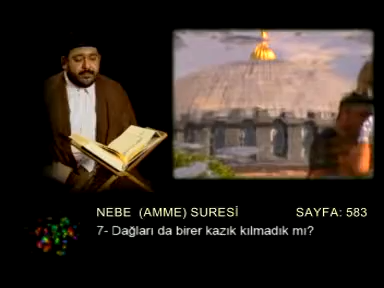 NEBE (AMME) SURESİ SAYFA: 583
7- Dağları da birer kazık kılmadık mı?